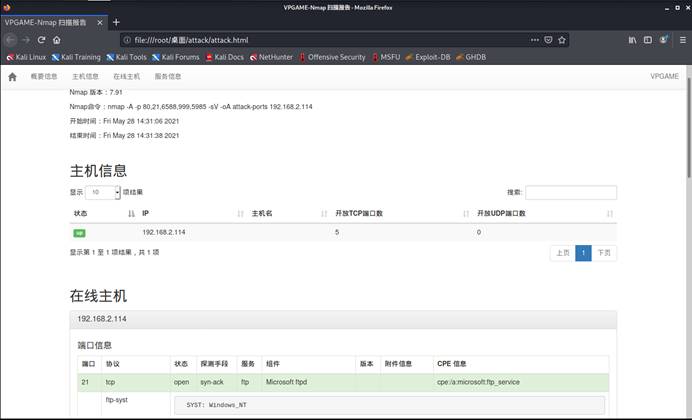 VPGAME-Nmap 扫描报告 - Mozilla Firefox
VPGAME-Nmap 扫描报告
file:///root/桌面/attack/attack.html
Kali Linux Kali Training Kali Tools Kali Forums Kali Docs NetHunter Offensive Security MSFU Exploit-DB GHDB
概要信息 主机信息 在线主机 服务信息 VPGAME
Nmap 版本：7.91
Nmap命令：nmap -A -p 80,21,6588,999,5985 -sV -oA attack-ports 192.168.2.114
开始时间：Fri May 28 14:31:06 2021
结束时间：Fri May 28 14:31:38 2021
主机信息
显示 10 项结果 搜索:
状态 IP 主机名 开放TCP端口数 开放UDP端口数
up 192.168.2.114 5 0
显示第 1 至 1 项结果，共 1 项 上页 1 下页
在线主机
192.168.2.114
端口信息
端口 协议 状态 探测手段 服务 组件 版本 附件信息 CPE 信息
21 tcp open syn-ack ftp Microsoft ftpd cpe:/a:microsoft:ftp_service
ftp-syst SYST: Windows_NT